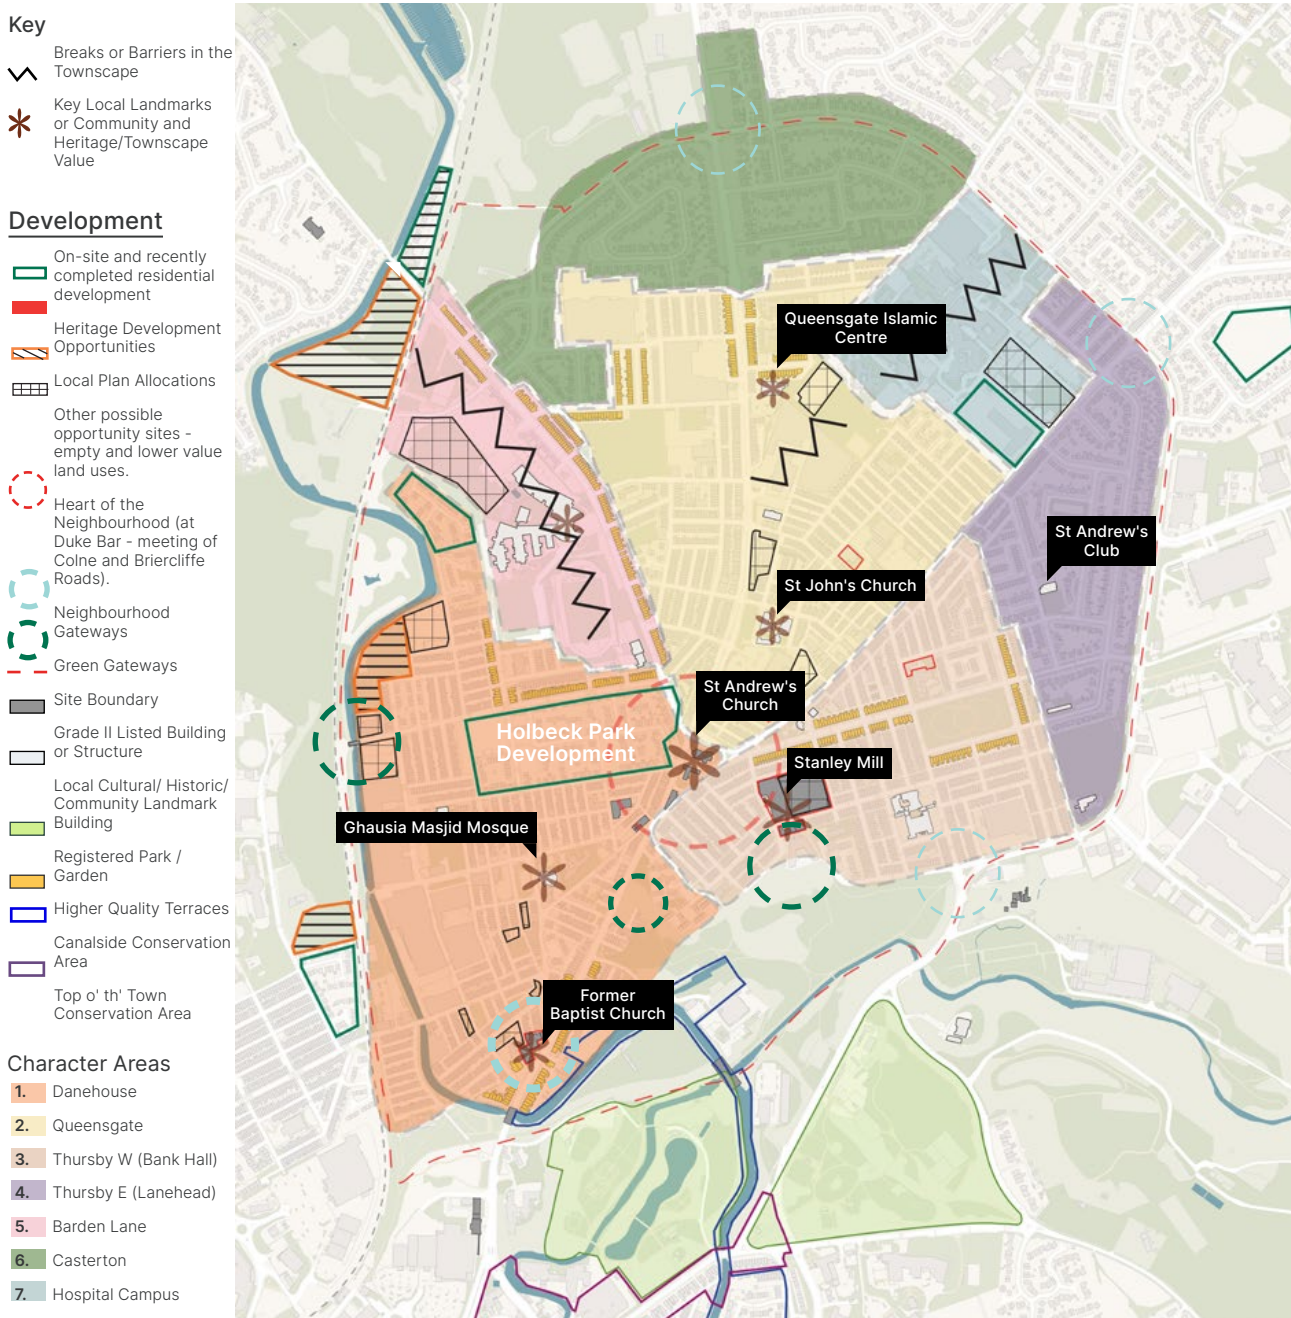 Key
Breaks or Barriers in the
Townscape
Key Local Landmarks
or Community and
Heritage/Townscape
Value
Development
On-site and recently
completed residential
development
Heritage Development
Opportunities
Local Plan Allocations
Other possible
opportunity sites -
empty and lower value
land uses.
Heart of the
Neighbourhood (at
Duke Bar - meeting of
Colne and Briercliffe
Roads).
Neighbourhood
Gateways
Green Gateways
Site Boundary
Grade II Listed Building
or Structure
Local Cultural/ Historic/
Community Landmark
Building
Registered Park /
Garden
Higher Quality Terraces
Canalside Conservation
Area
Top o' th' Town
Conservation Area
Character Areas
1. Danehouse
2. Queensgate
3. Thursby W (Bank Hall)
4. Thursby E (Lanehead)
5. Barden Lane
6. Casterton
7. Hospital Campus
Queensgate Islamic
Centre
St Andrew's
Club
St John's Church
St Andrew's
Church
Holbeck Park
Development
Stanley Mill
Ghausia Masjid Mosque
Former
Baptist Church